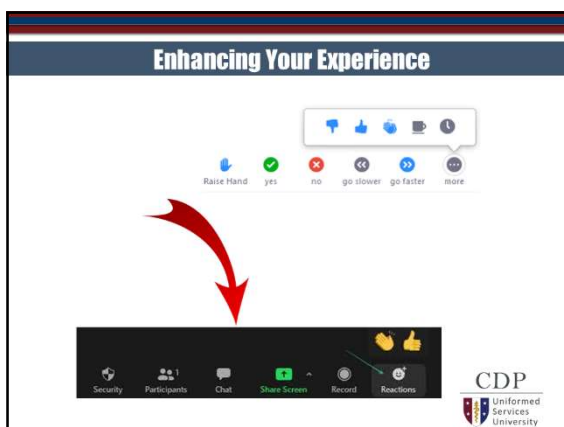 Enhancing Your Experience
Raise Hand yes no go slower go faster more
Security Participants 1 Chat Share Screen Record Reactions
CDP
Uniformed
Services
University